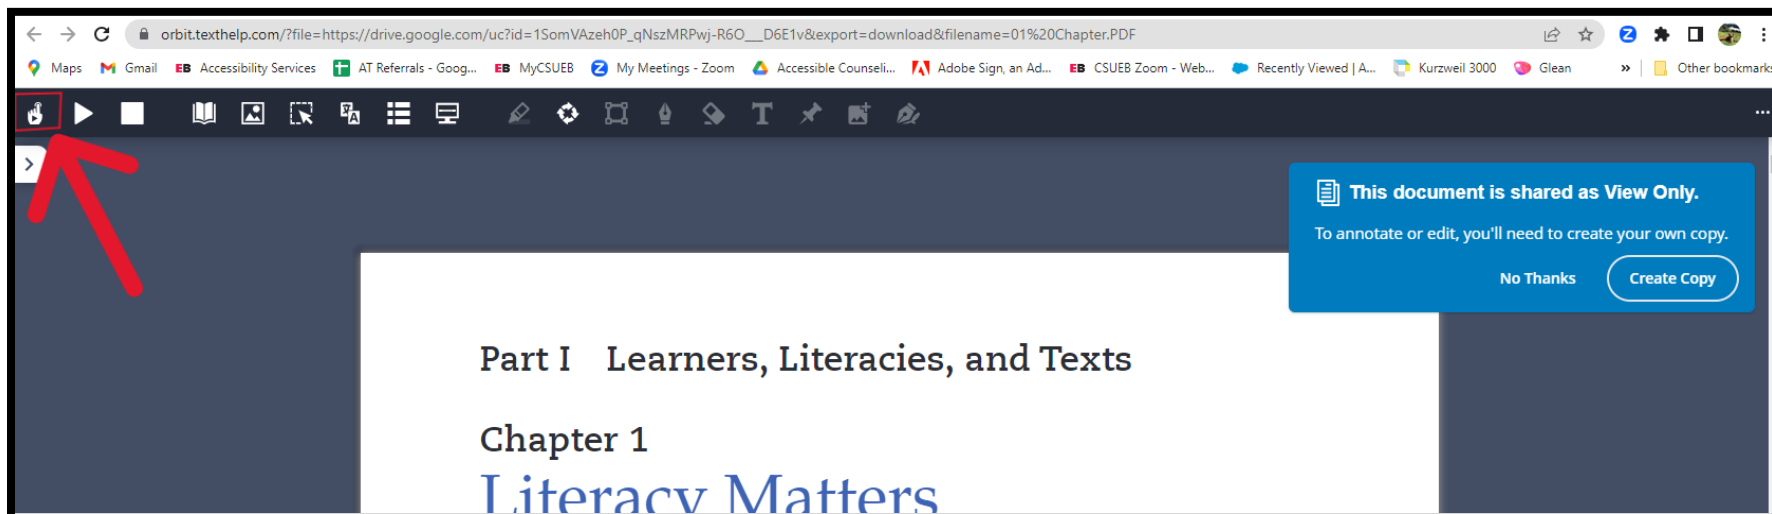 orbit.texthelp.com/?file=https://drive.google.com/uc?id=1SomVAzeh0P_qNszMRPwj-R6O__D6E1v&export=download&filename=01%20Chapter.PDF
Maps Gmail EB Accessibility Services AT Referrals - Goog... EB MyCSUEB My Meetings - Zoom Accessible Counseli... Adobe Sign, an Ad... EB CSUEB Zoom - Web... Recently Viewed | A... Kurzweil 3000 Glean » Other bookmarks
This document is shared as View Only.
To annotate or edit, you'll need to create your own copy.
No Thanks Create Copy
Part I Learners, Literacies, and Texts
Chapter 1
Literacy Matters